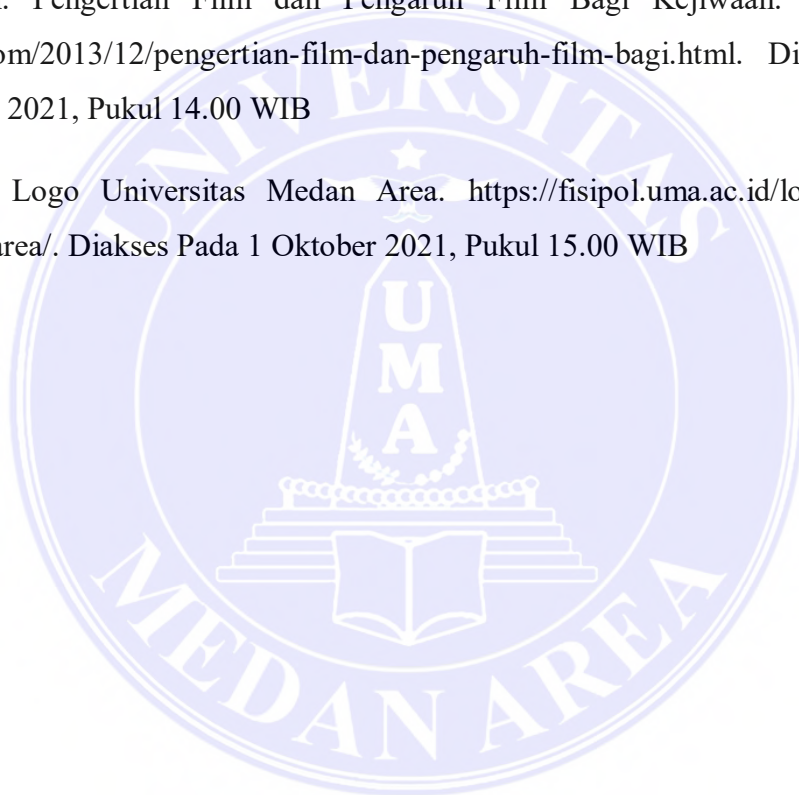 Pengertian Film dan Pengaruh Film Bagi Kejiwaan.
om/2013/12/pengertian-film-dan-pengaruh-film-bagi.html. Di
2021, Pukul 14.00 WIB
Logo Universitas Medan Area. https://fisipol.uma.ac.id/lo
area/. Diakses Pada 1 Oktober 2021, Pukul 15.00 WIB
UNIVERSITAS
U
M
A
MEDAN AREA